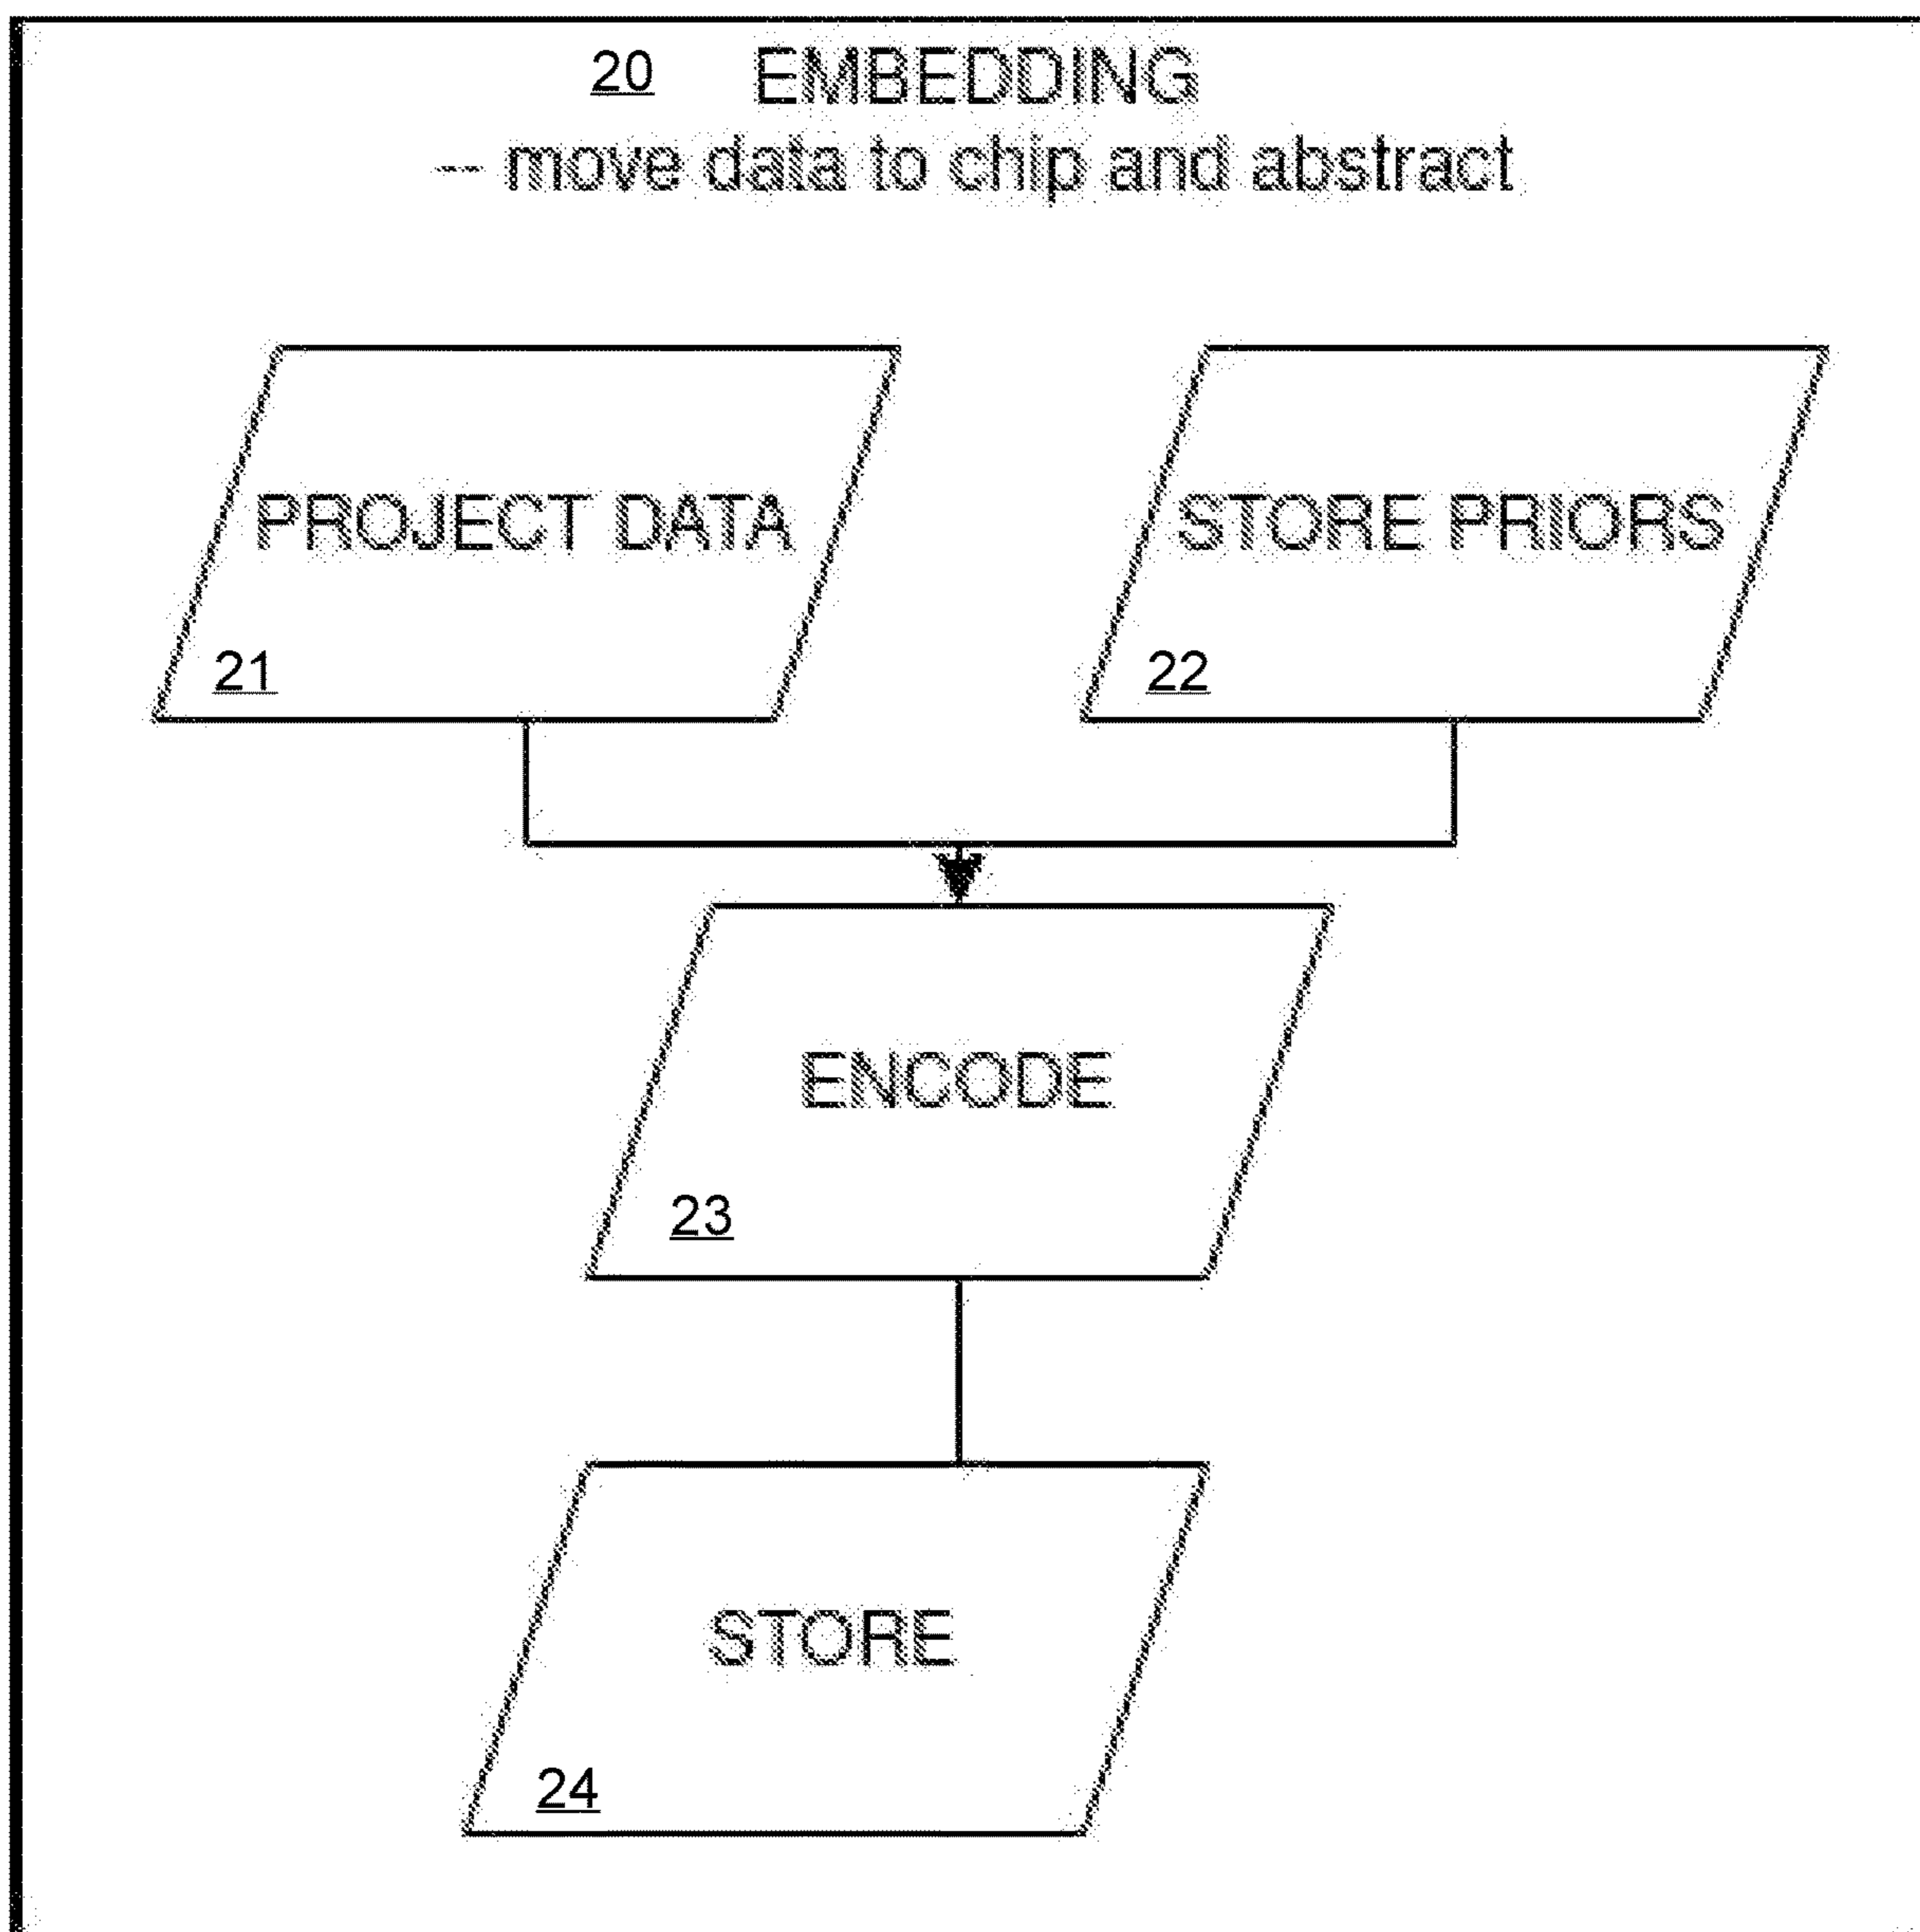 20 EMBEDDING
-- move data to chip and abstract
PROJECT DATA
21
STORE PRIORS
22
ENCODE
23
STORE
24